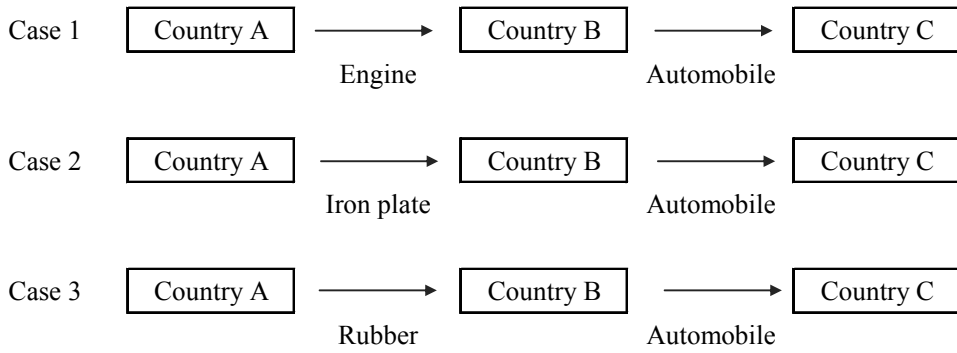 Case 1 Country A Country B Country C
Engine Automobile
Case 2 Country A Country B Country C
Iron plate Automobile
Case 3 Country A Country B Country C
Rubber Automobile